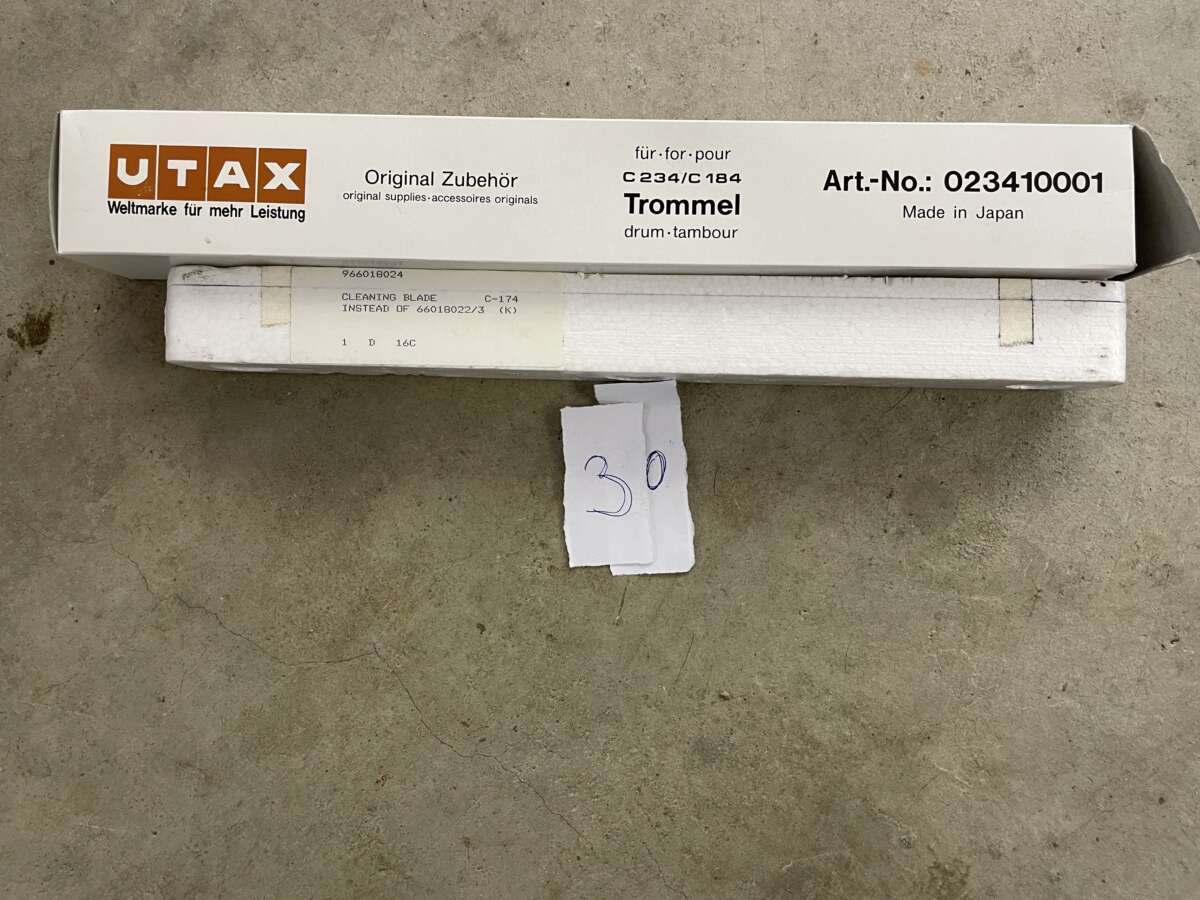 UTAX
Weltmarke für mehr Leistung
Original Zubehör
original supplies·accessoires originals
für·for·pour
C 234/C 184
Trommel
drum·tambour
Art.-No.: 023410001
Made in Japan
966018024
CLEANING BLADE C-174
INSTEAD OF 66018022/3 (K)
1 D 16C
30